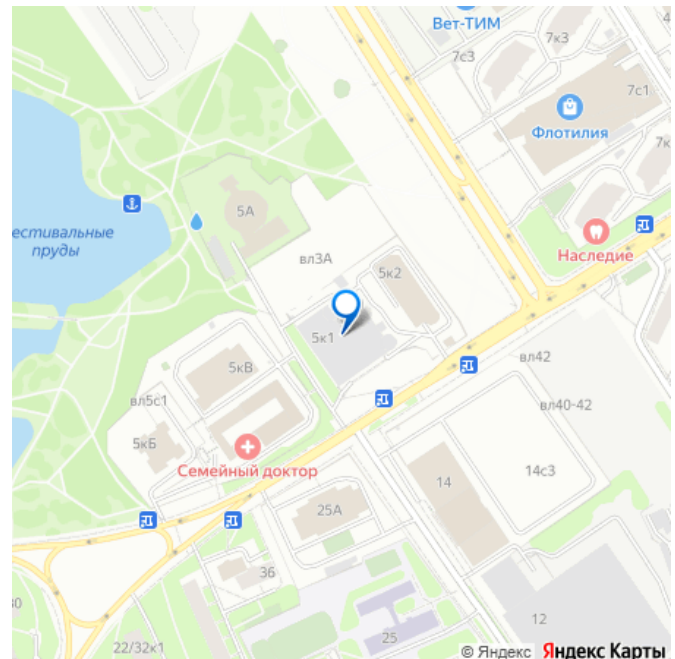 Вет-ТИМ
7к3
4
7с3
7с1
Флотилия
7к
5А
естивальные
пруды
Наследие
вл3А
5к2
5к1
5кВ
вл42
вл5с1
вл40-42
5кБ
Семейный доктор
14
14с3
25А
36
30
12
25
22/32к1
© Яндекс Яндекс Карты